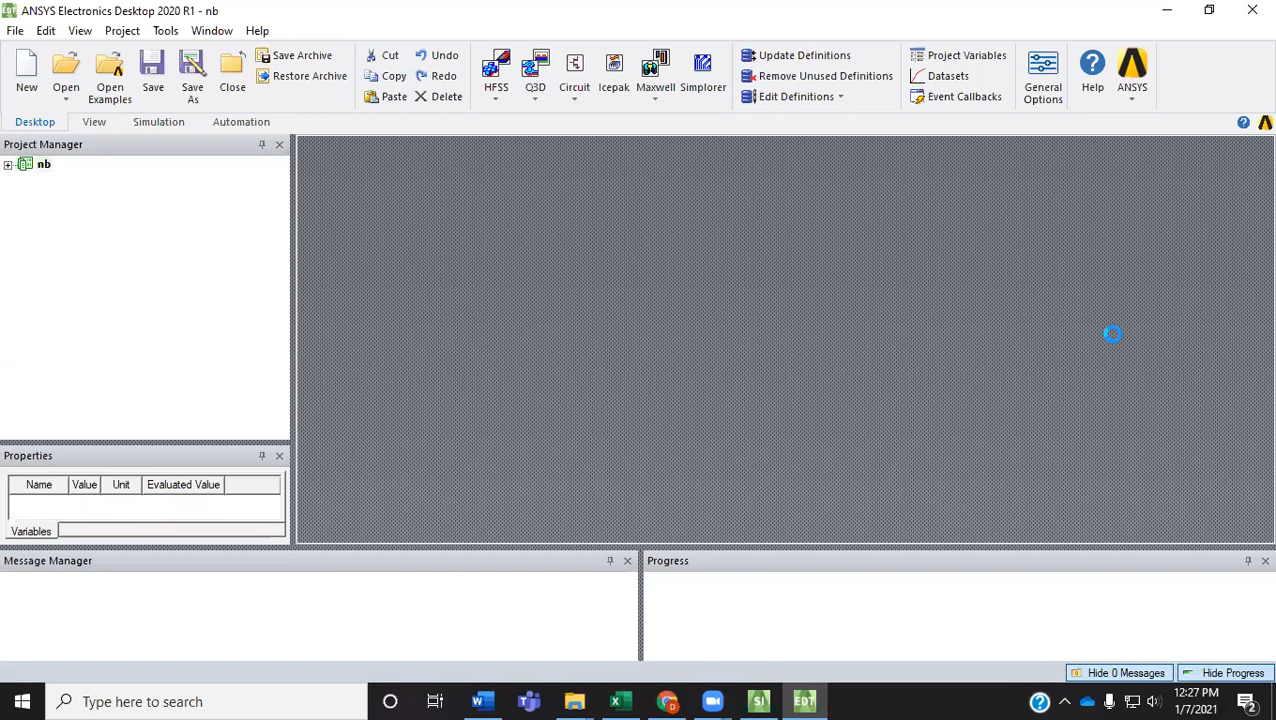 EDT ANSYS Electronics Desktop 2020 R1 - nb
File Edit View Project Tools Window Help
New Open Open Examples Save Save As Close
Save Archive
Restore Archive
Cut
Copy
Paste
Undo
Redo
Delete
HFSS Q3D Circuit Icepak Maxwell Simplorer
Update Definitions
Remove Unused Definitions
Edit Definitions
Project Variables
Datasets
Event Callbacks
General Options
Help
ANSYS
Desktop View Simulation Automation
Project Manager
nb
Properties
Name Value Unit Evaluated Value
Variables
Message Manager
Progress
Hide 0 Messages Hide Progress
Type here to search
SI EDT
12:27 PM
1/7/2021
2